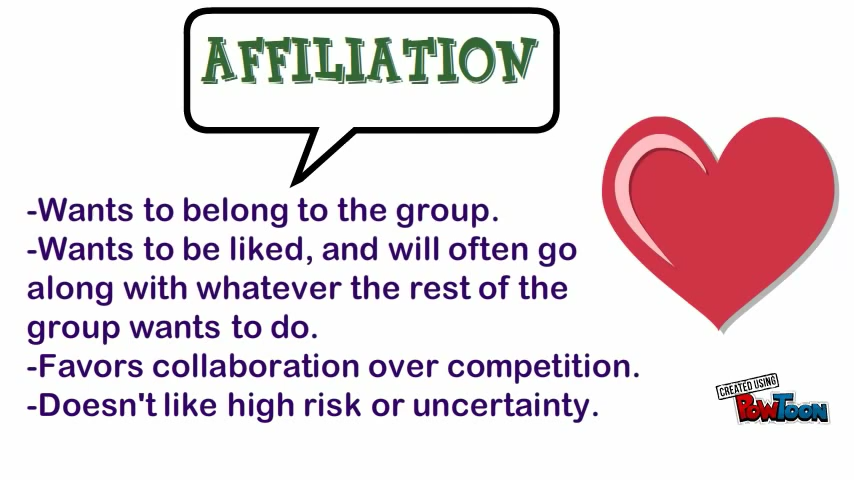 AFFILIATION
-Wants to belong to the group.
-Wants to be liked, and will often go
along with whatever the rest of the
group wants to do.
-Favors collaboration over competition.
-Doesn't like high risk or uncertainty.
CREATED USING
POWTOON